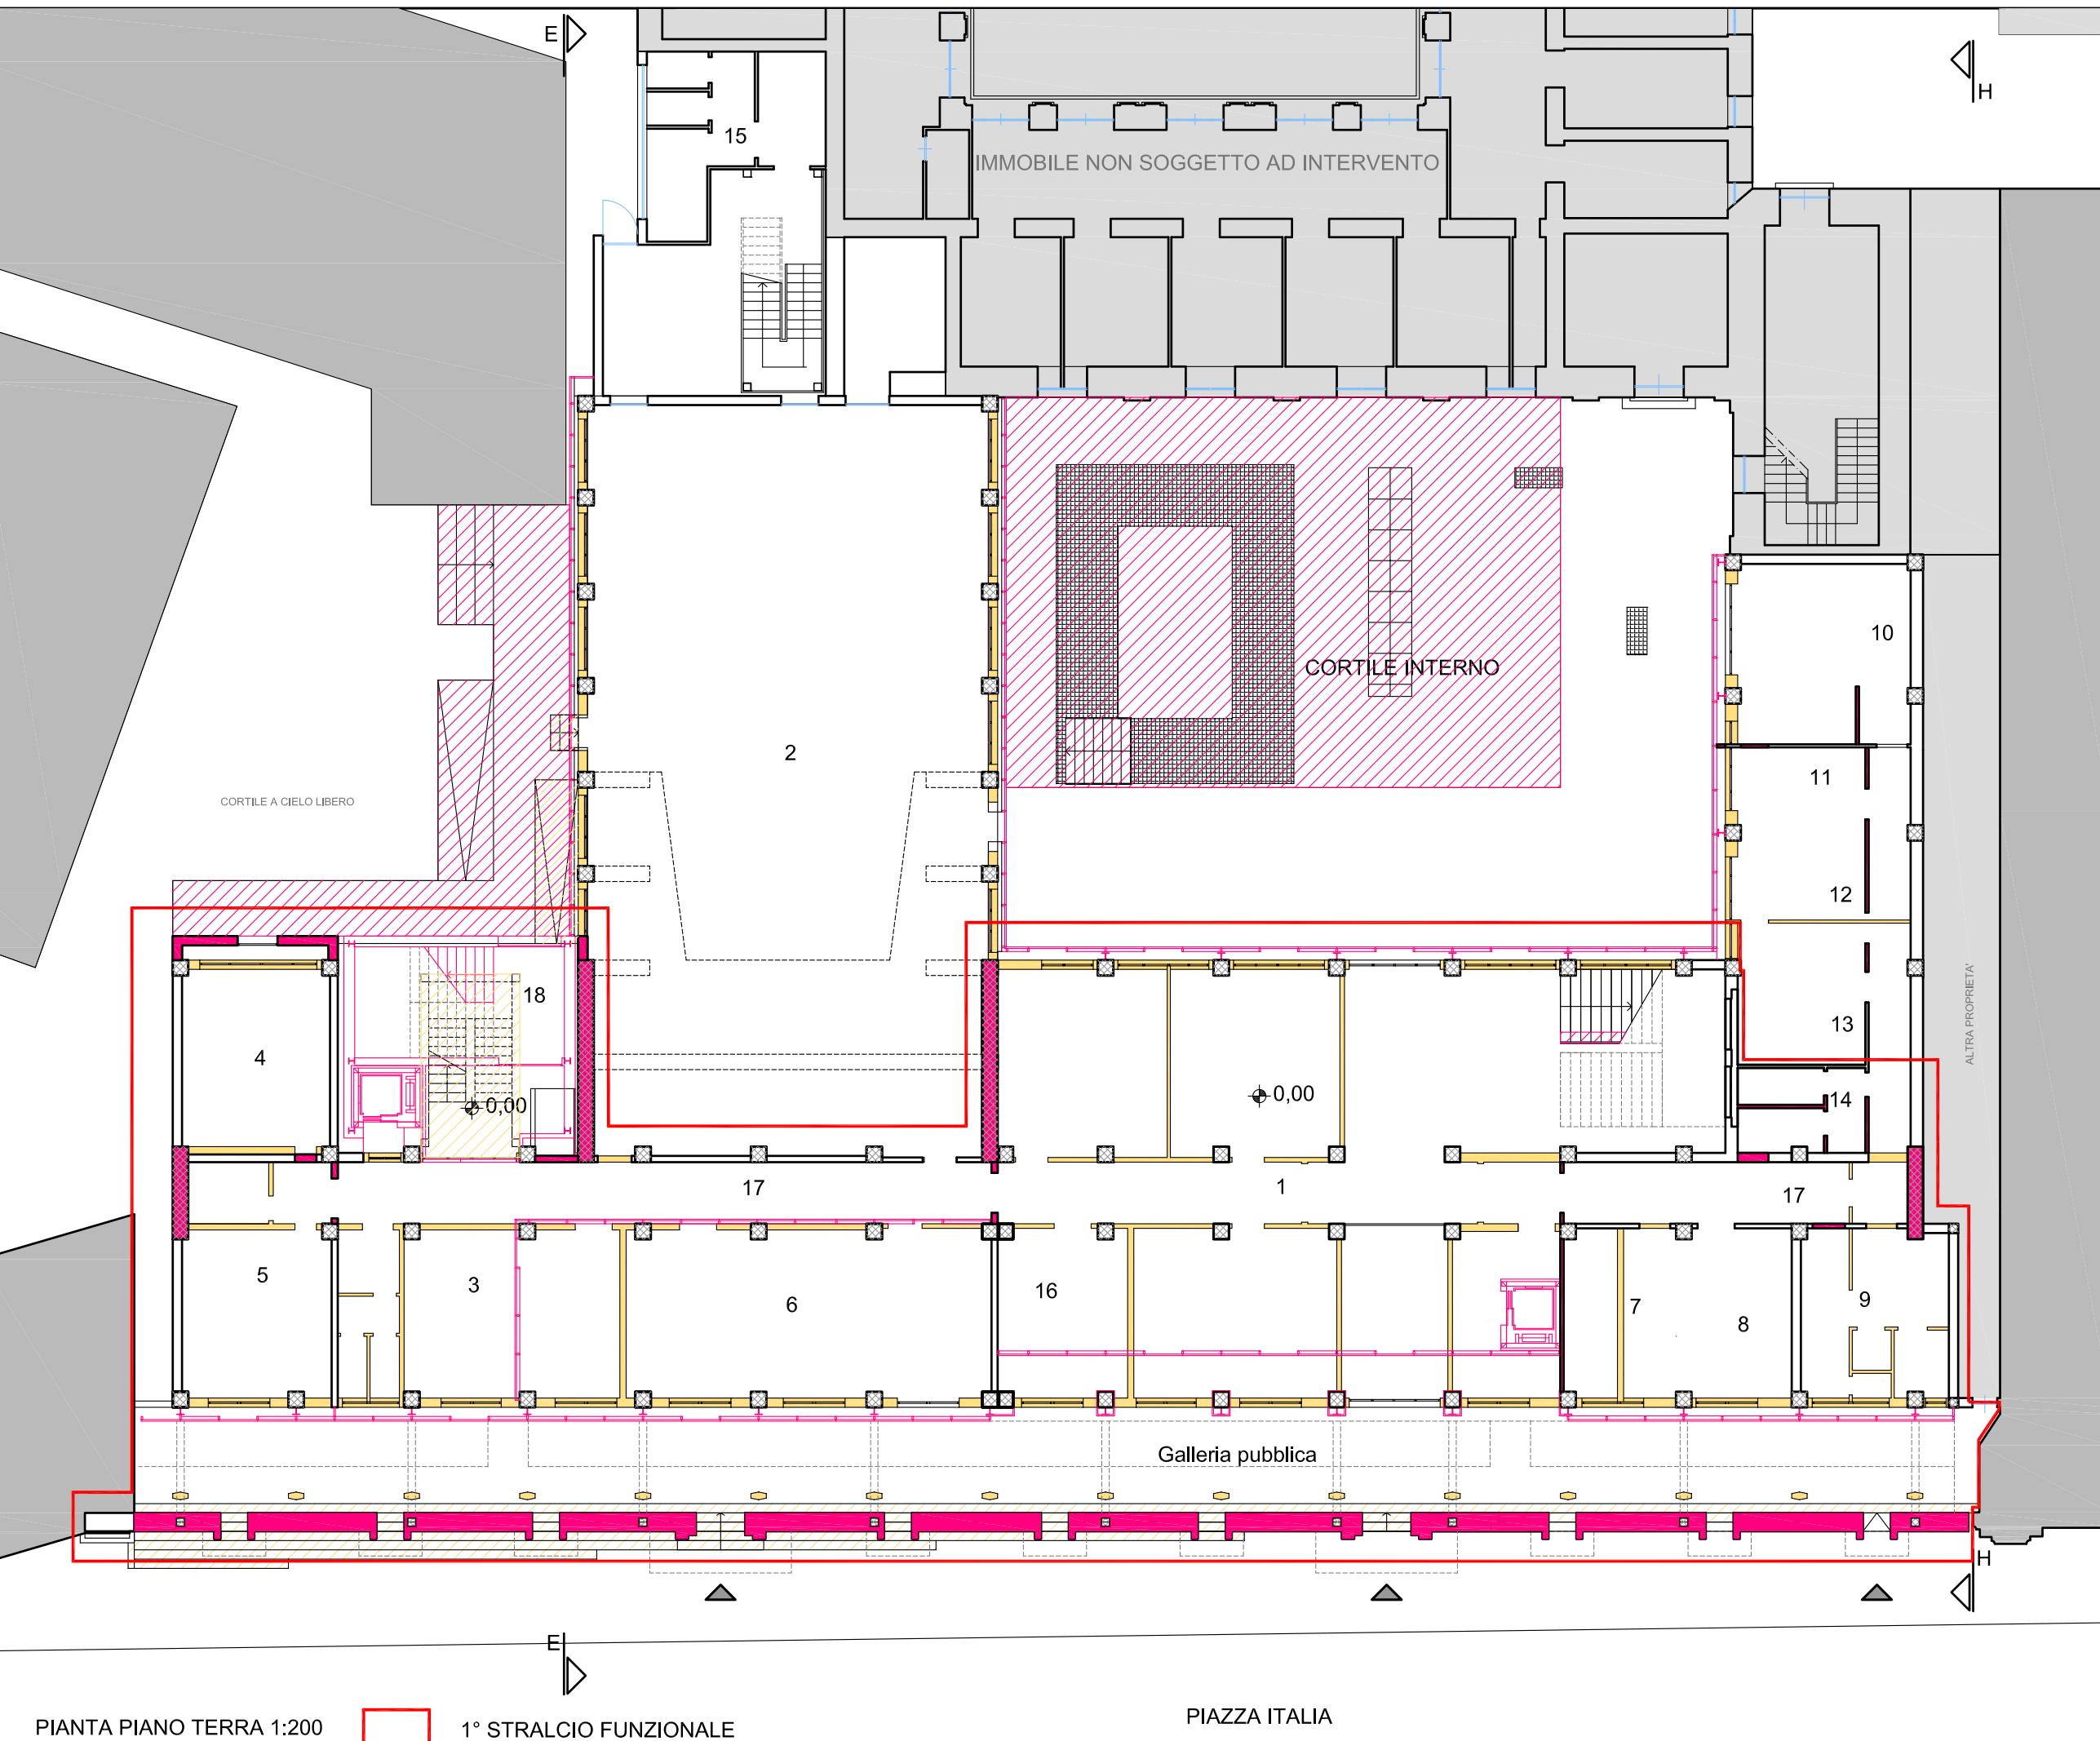 E
H
15
IMMOBILE NON SOGGETTO AD INTERVENTO
10
CORTILE INTERNO
2
11
CORTILE A CIELO LIBERO
12
18
ALTRA PROPRIETA'
13
4
0,00
0,00
14
17
1
17
5
3
6
16
7
8
9
Galleria pubblica
H
E
PIAZZA ITALIA
PIANTA PIANO TERRA 1:200
1° STRALCIO FUNZIONALE